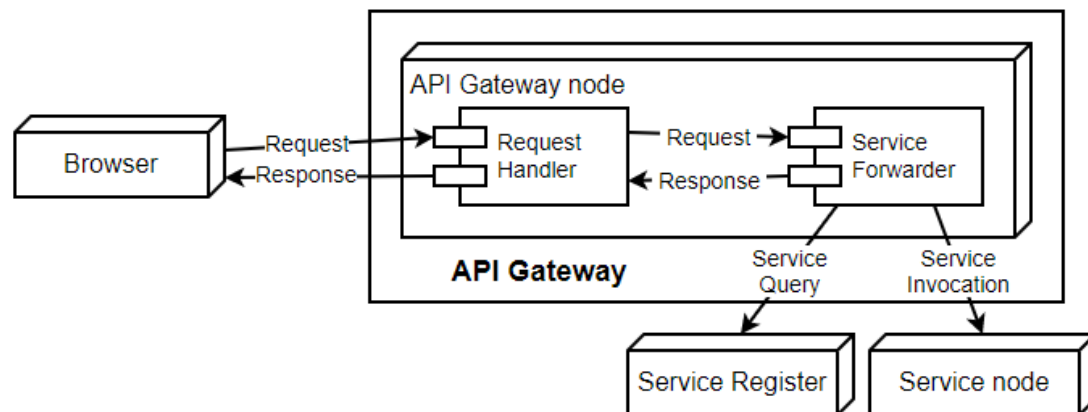 API Gateway node
Browser
Request
Response
Request
Handler
Request
Response
Service
Forwarder
API Gateway
Service
Query
Service
Invocation
Service Register
Service node